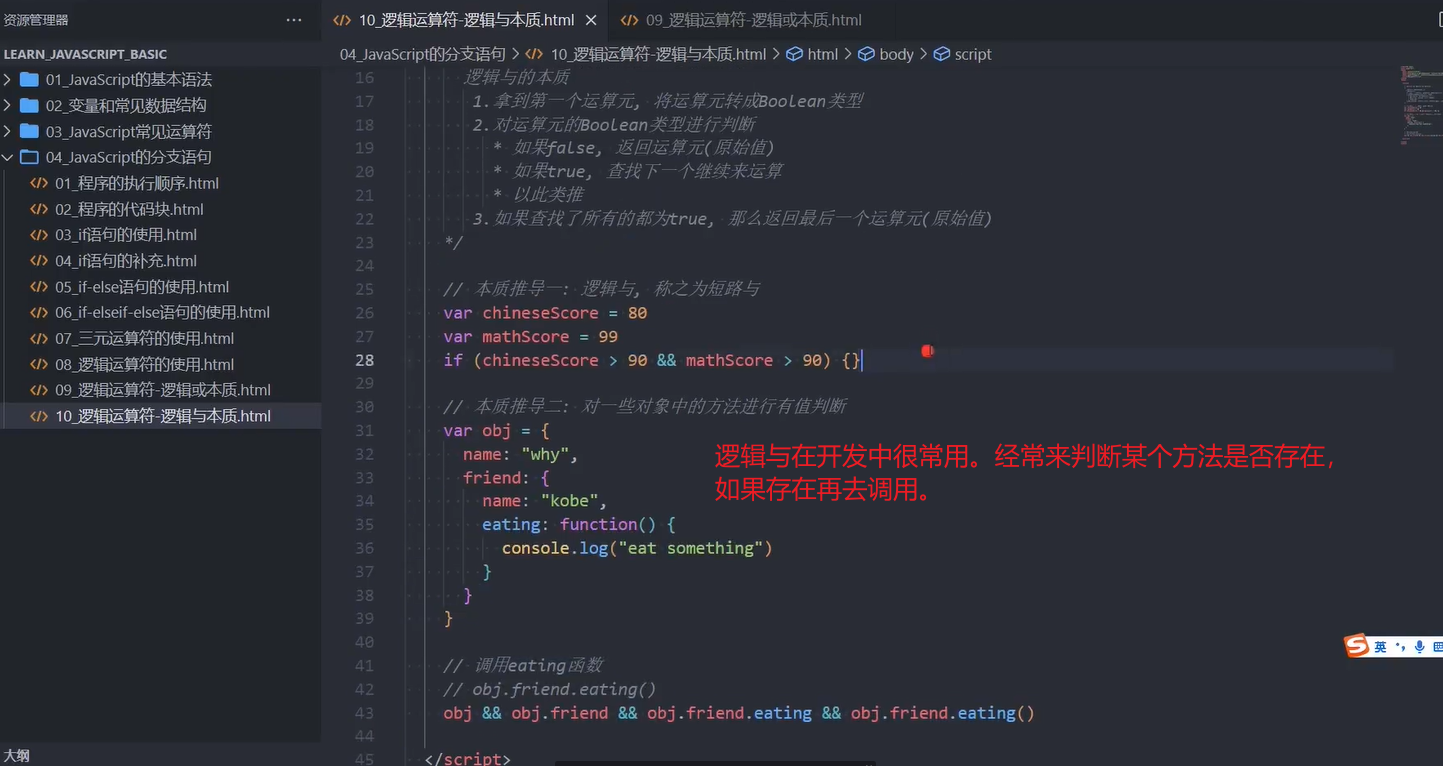 资源管理器 ···
10_逻辑运算符-逻辑与本质.html ×
09_逻辑运算符-逻辑或本质.html
LEARN_JAVASCRIPT_BASIC
04_JavaScript的分支语句 > 10_逻辑运算符-逻辑与本质.html > html > body > script
01_JavaScript的基本语法
02_变量和常见数据结构
03_JavaScript常见运算符
04_JavaScript的分支语句
01_程序的执行顺序.html
02_程序的代码块.html
03_if语句的使用.html
04_if语句的补充.html
05_if-else语句的使用.html
06_if-elseif-else语句的使用.html
07_三元运算符的使用.html
08_逻辑运算符的使用.html
09_逻辑运算符-逻辑或本质.html
10_逻辑运算符-逻辑与本质.html
大纲
16 逻辑与的本质
17 1.拿到第一个运算元, 将运算元转成Boolean类型
18 2.对运算元的Boolean类型进行判断
19 * 如果false, 返回运算元(原始值)
20 * 如果true, 查找下一个继续来运算
21 * 以此类推
22 3.如果查找了所有的都为true, 那么返回最后一个运算元(原始值)
23 */
24
25 // 本质推导一: 逻辑与, 称之为短路与
26 var chineseScore = 80
27 var mathScore = 99
28 if (chineseScore > 90 && mathScore > 90) {}
29
30 // 本质推导二: 对一些对象中的方法进行有值判断
31 var obj = {
32 name: "why",
33 friend: {
34 name: "kobe",
35 eating: function() {
36 console.log("eat something")
37 }
38 }
39 }
40
41 // 调用eating函数
42 // obj.friend.eating()
43 obj && obj.friend && obj.friend.eating && obj.friend.eating()
44
45 </script>
逻辑与在开发中很常用。经常来判断某个方法是否存在,
如果存在再去调用。
S 英